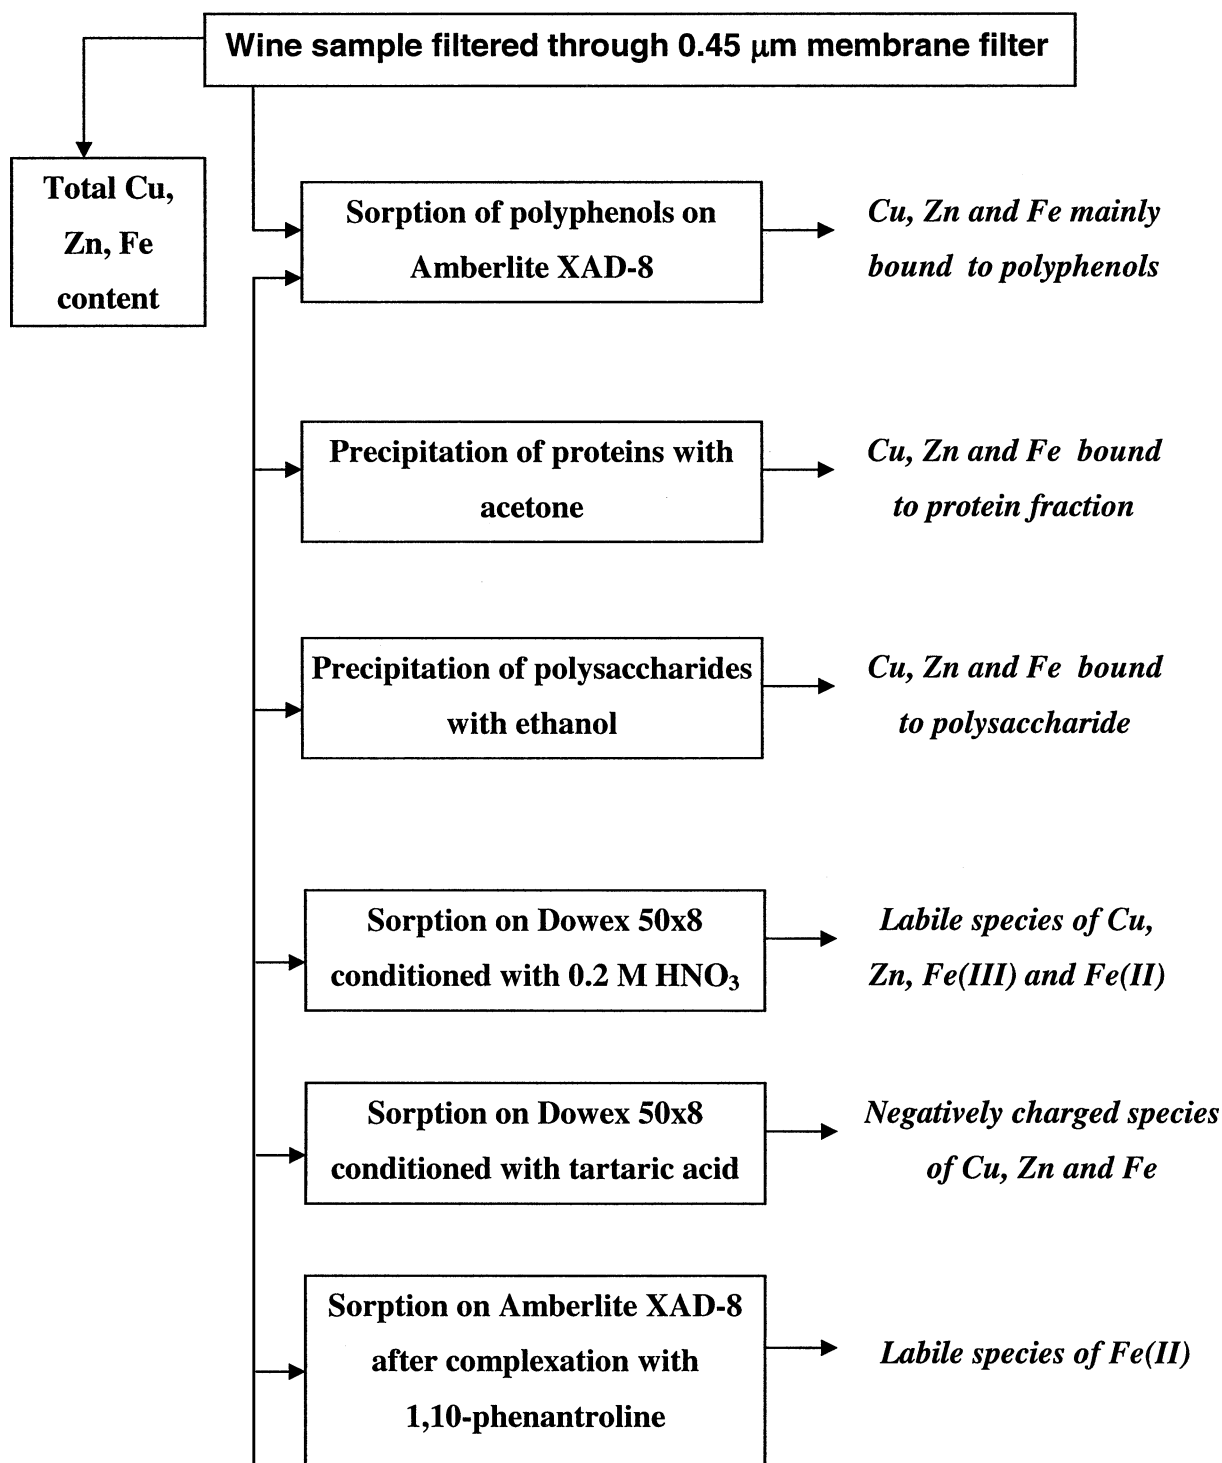 Wine sample filtered through 0.45 μm membrane filter
Total Cu,
Zn, Fe
content
Sorption of polyphenols on
Amberlite XAD-8
Cu, Zn and Fe mainly
bound to polyphenols
Precipitation of proteins with
acetone
Cu, Zn and Fe bound
to protein fraction
Precipitation of polysaccharides
with ethanol
Cu, Zn and Fe bound
to polysaccharide
Sorption on Dowex 50x8
conditioned with 0.2 M HNO₃
Labile species of Cu,
Zn, Fe(III) and Fe(II)
Sorption on Dowex 50x8
conditioned with tartaric acid
Negatively charged species
of Cu, Zn and Fe
Sorption on Amberlite XAD-8
after complexation with
1,10-phenantroline
Labile species of Fe(II)